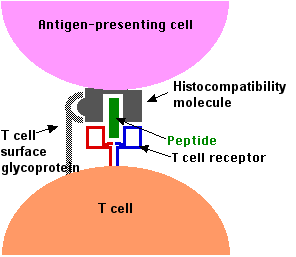 Antigen-presenting cell
Histocompatibility
molecule
T cell
surface
glycoprotein
Peptide
T cell receptor
T cell